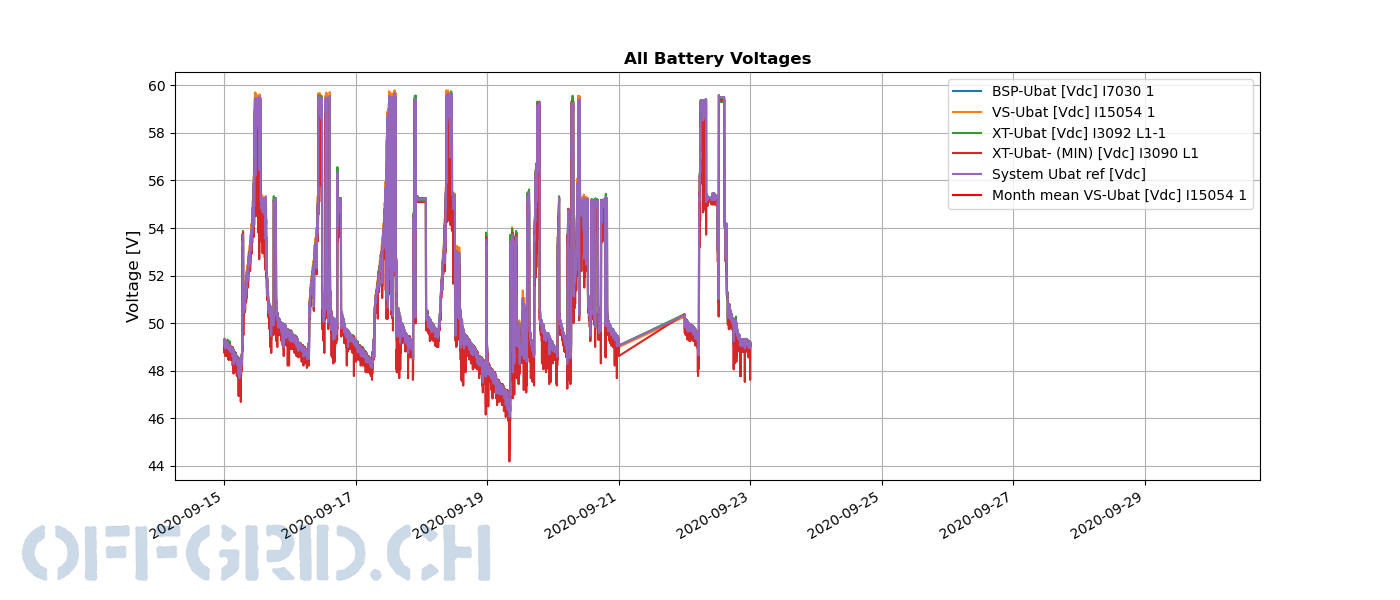 All Battery Voltages
60
58
56
54
52
50
48
46
44
Voltage [V]
BSP-Ubat [Vdc] I7030 1
VS-Ubat [Vdc] I15054 1
XT-Ubat [Vdc] I3092 L1-1
XT-Ubat- (MIN) [Vdc] I3090 L1
System Ubat ref [Vdc]
Month mean VS-Ubat [Vdc] I15054 1
2020-09-15
2020-09-17
2020-09-19
2020-09-21
2020-09-23
2020-09-25
2020-09-27
2020-09-29
OFFGRID.CH